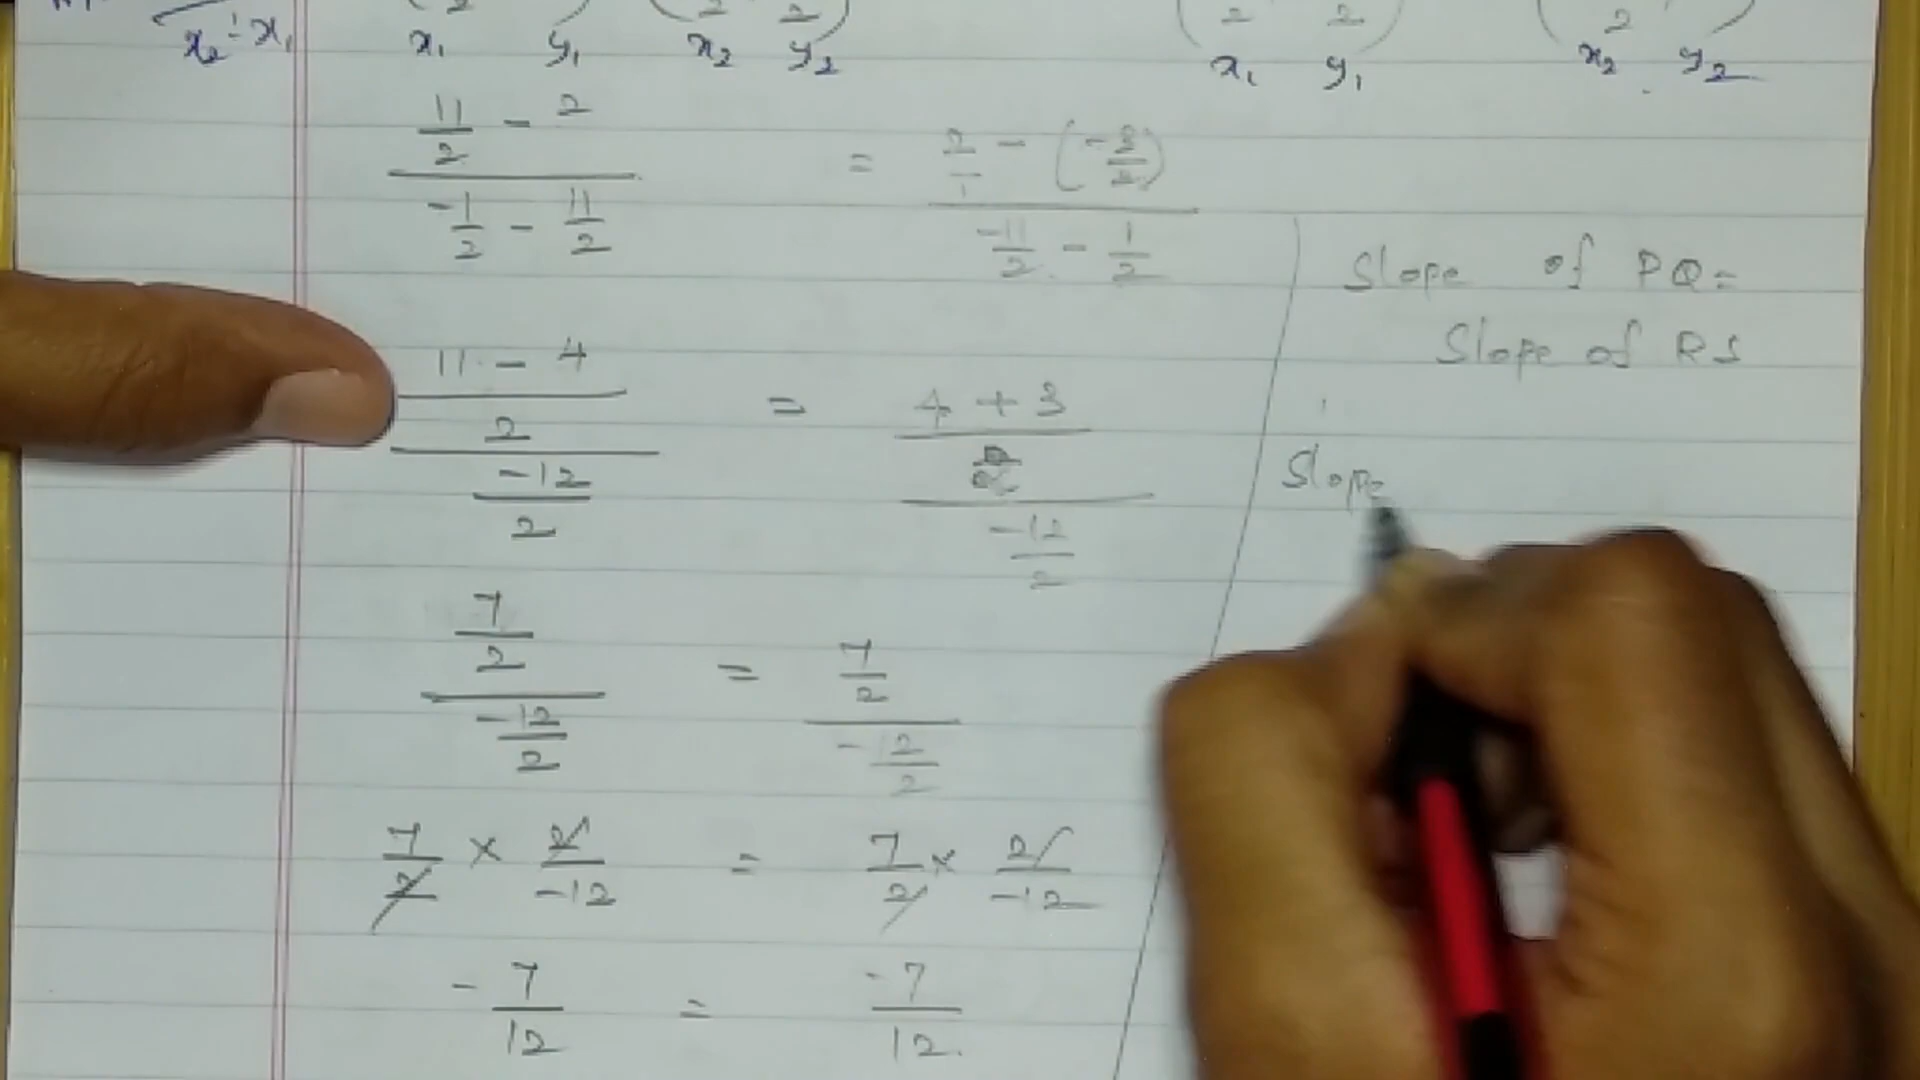 x₂ - x₁
x₁ y₁ x₂ y₂ x₁ y₁ x₂ y₂
11/2 - 2 = 2/1 - (-3/2)
-1/2 - 11/2 -11/2 - 1/2
Slope of PQ =
Slope of RS
11 - 4 = 4 + 3
2
-12/2 -12/2
Slope
7/2 = 7/2
-12/2 -12/2
7/2 × 2/-12 = 7/2 × 2/-12
-7/12 = -7/12.